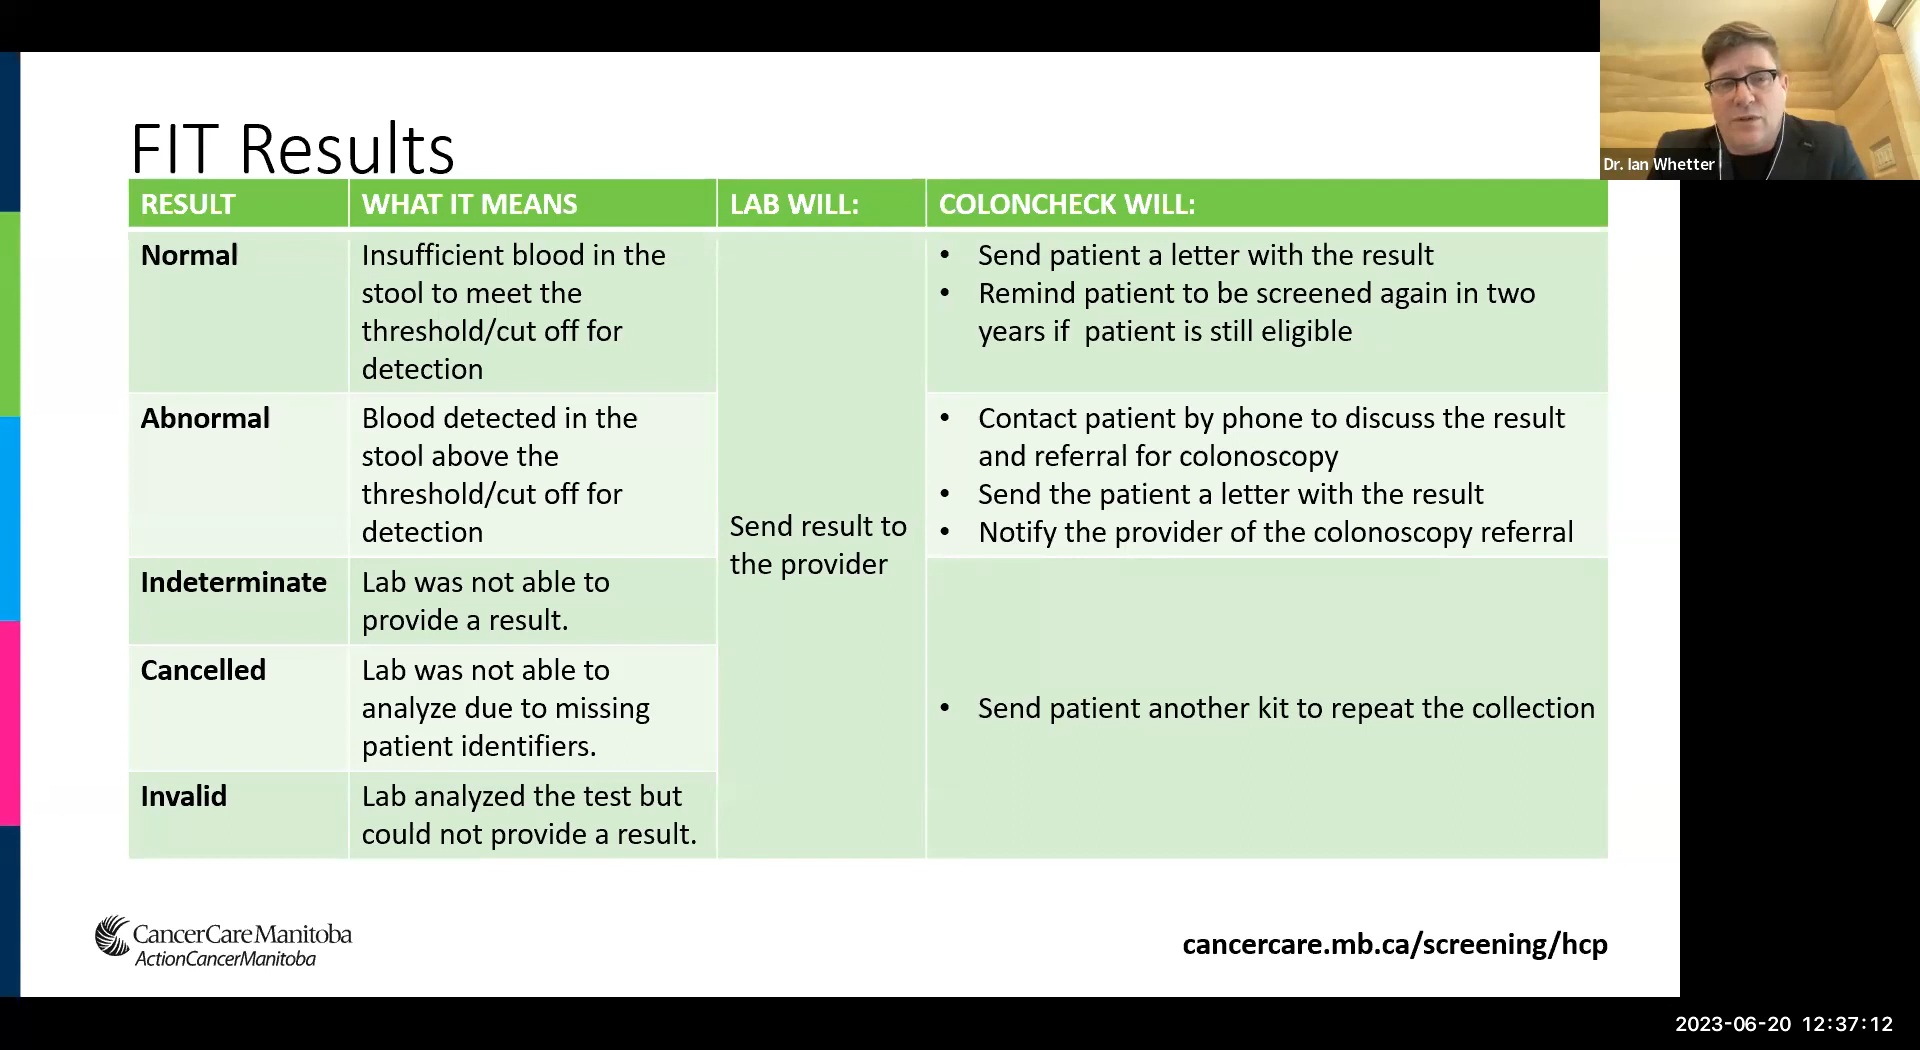 FIT Results
RESULT
WHAT IT MEANS
LAB WILL:
COLONCHECK WILL:
Normal
Insufficient blood in the
stool to meet the
threshold/cut off for
detection
• Send patient a letter with the result
• Remind patient to be screened again in two
years if patient is still eligible
Abnormal
Blood detected in the
stool above the
threshold/cut off for
detection
• Contact patient by phone to discuss the result
and referral for colonoscopy
• Send the patient a letter with the result
• Notify the provider of the colonoscopy referral
Send result to
the provider
Indeterminate
Lab was not able to
provide a result.
Cancelled
Lab was not able to
analyze due to missing
patient identifiers.
• Send patient another kit to repeat the collection
Invalid
Lab analyzed the test but
could not provide a result.
CancerCare Manitoba
ActionCancerManitoba
cancercare.mb.ca/screening/hcp
Dr. Ian Whetter
2023-06-20 12:37:12